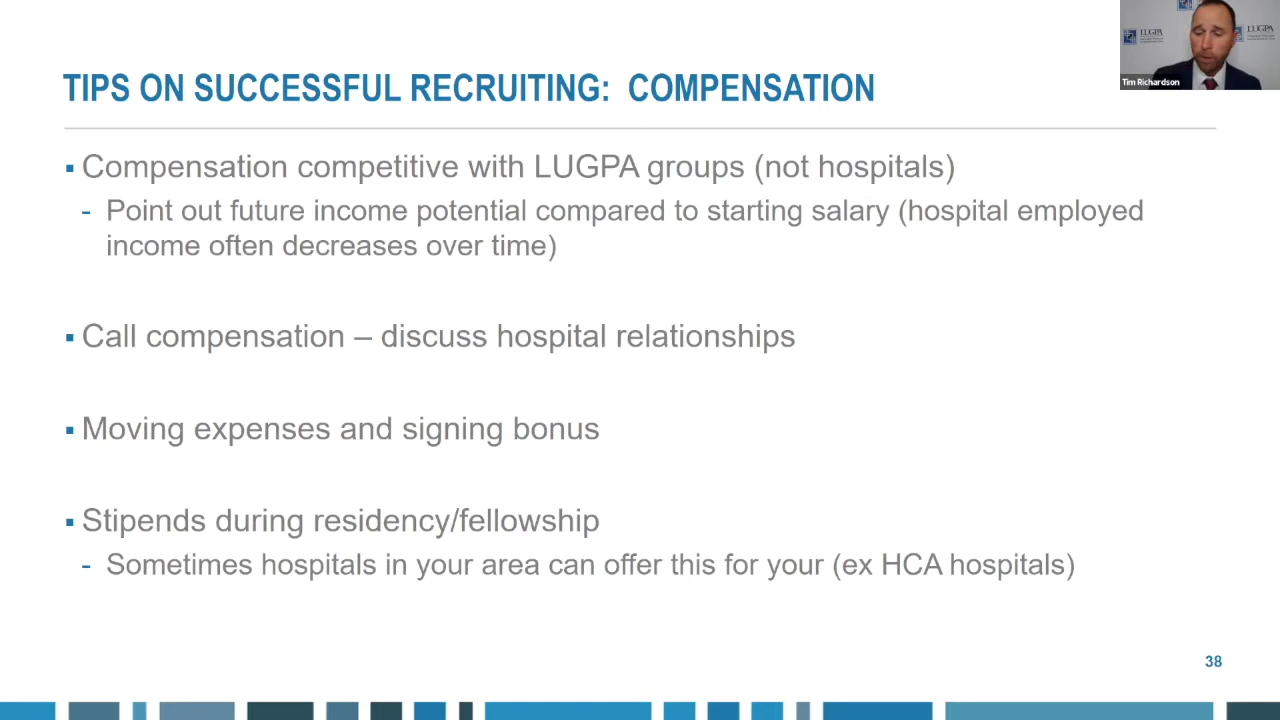 LUGPA
LUGPA
Tim Richardson
TIPS ON SUCCESSFUL RECRUITING: COMPENSATION
▪ Compensation competitive with LUGPA groups (not hospitals)
- Point out future income potential compared to starting salary (hospital employed
income often decreases over time)
▪ Call compensation – discuss hospital relationships
▪ Moving expenses and signing bonus
▪ Stipends during residency/fellowship
- Sometimes hospitals in your area can offer this for your (ex HCA hospitals)
38